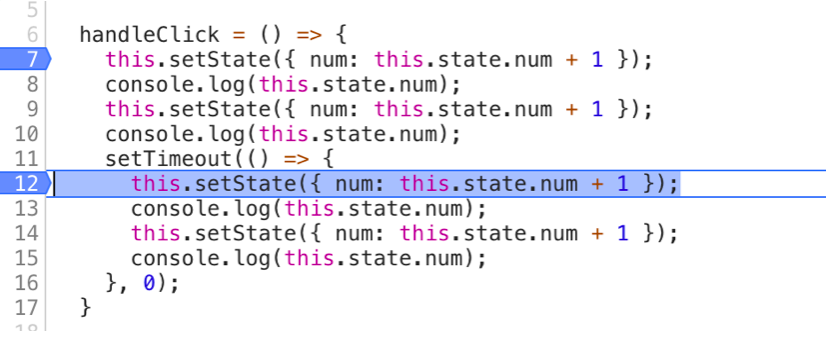 5
6 handleClick = () => {
7 this.setState({ num: this.state.num + 1 });
8 console.log(this.state.num);
9 this.setState({ num: this.state.num + 1 });
10 console.log(this.state.num);
11 setTimeout(() => {
12 this.setState({ num: this.state.num + 1 });
13 console.log(this.state.num);
14 this.setState({ num: this.state.num + 1 });
15 console.log(this.state.num);
16 }, 0);
17 }
18